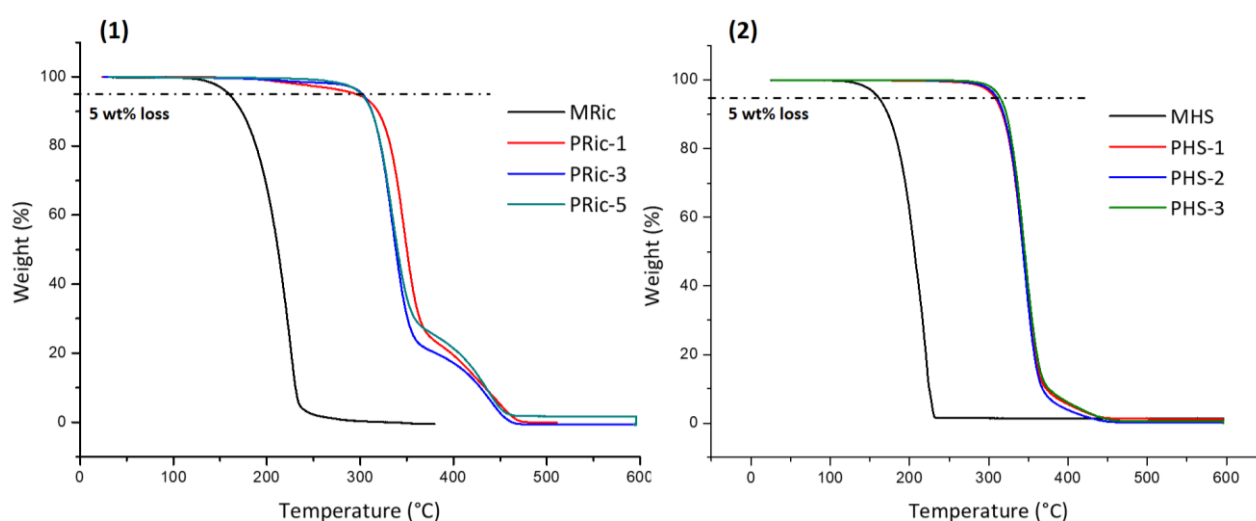 (1)
100
80
60
40
20
0
Weight (%)
5 wt% loss
MRic
PRic-1
PRic-3
PRic-5
0
100
200
300
400
500
600
Temperature (°C)
(2)
100
80
60
40
20
0
Weight (%)
5 wt% loss
MHS
PHS-1
PHS-2
PHS-3
0
100
200
300
400
500
600
Temperature (°C)